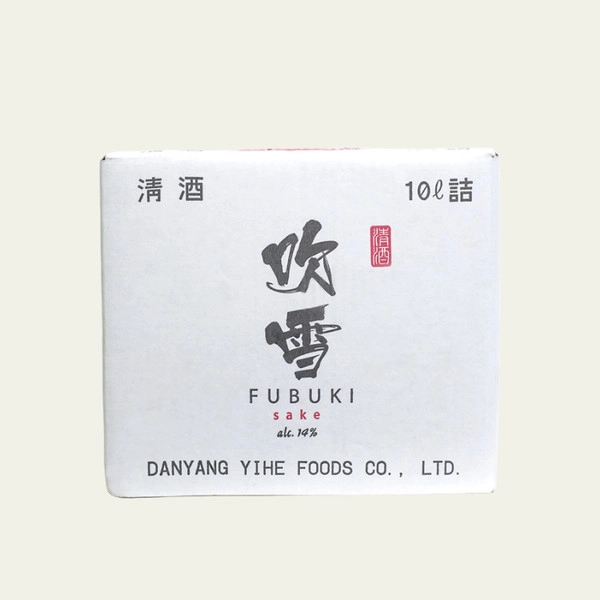 清酒
10ℓ詰
清酒
吹雪
FUBUKI
sake
alc. 14%
DANYANG YIHE FOODS CO., LTD.